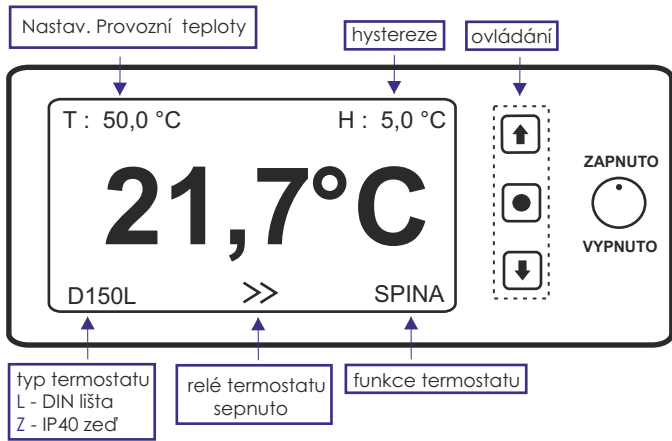 Nastav. Provozní teploty
hystereze
ovládání
T : 50,0 °C
H : 5,0 °C
21,7°C
ZAPNUTO
VYPNUTO
D150L
>>
SPINA
typ termostatu
L - DIN lišta
Z - IP40 zeď
relé termostatu
sepnuto
funkce termostatu